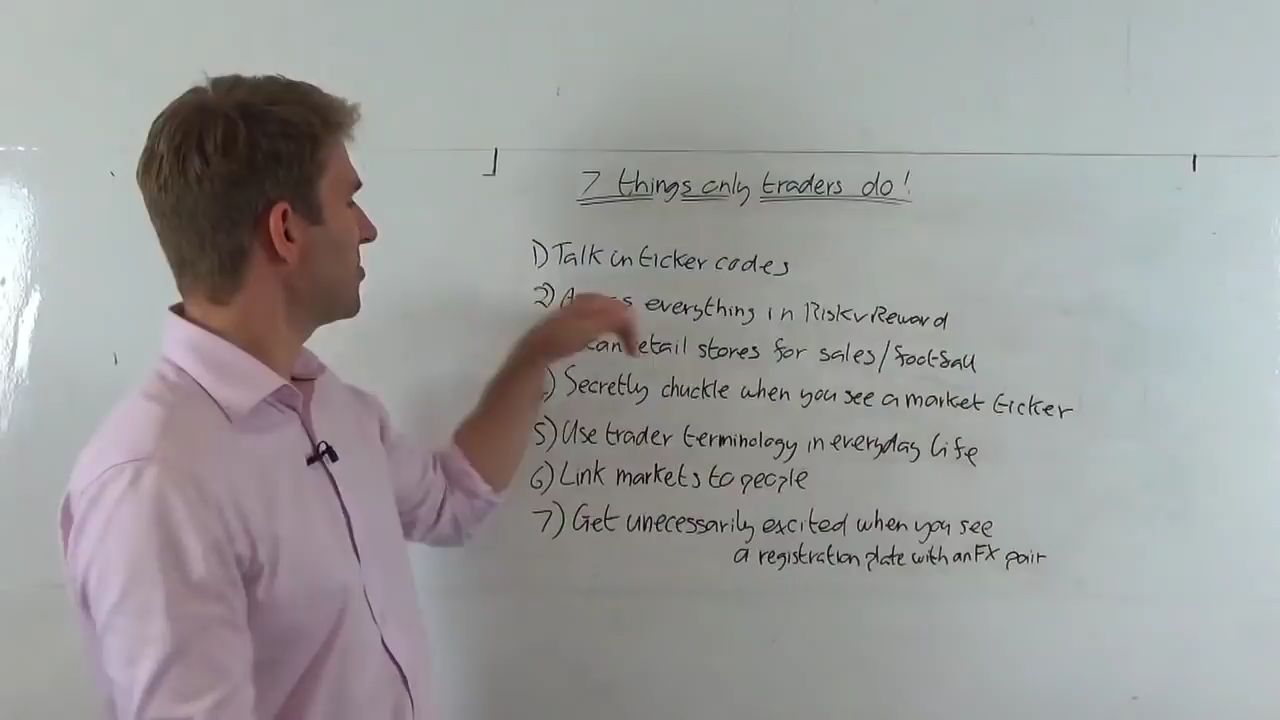 7 things only traders do!
1) Talk in ticker codes
2) everything in Risk v Reward
retail stores for sales/football
) Secretly chuckle when you see a market ticker
5) Use trader terminology in everyday life
6) Link markets to people
7) Get unecessarily excited when you see
a registration plate with an FX pair